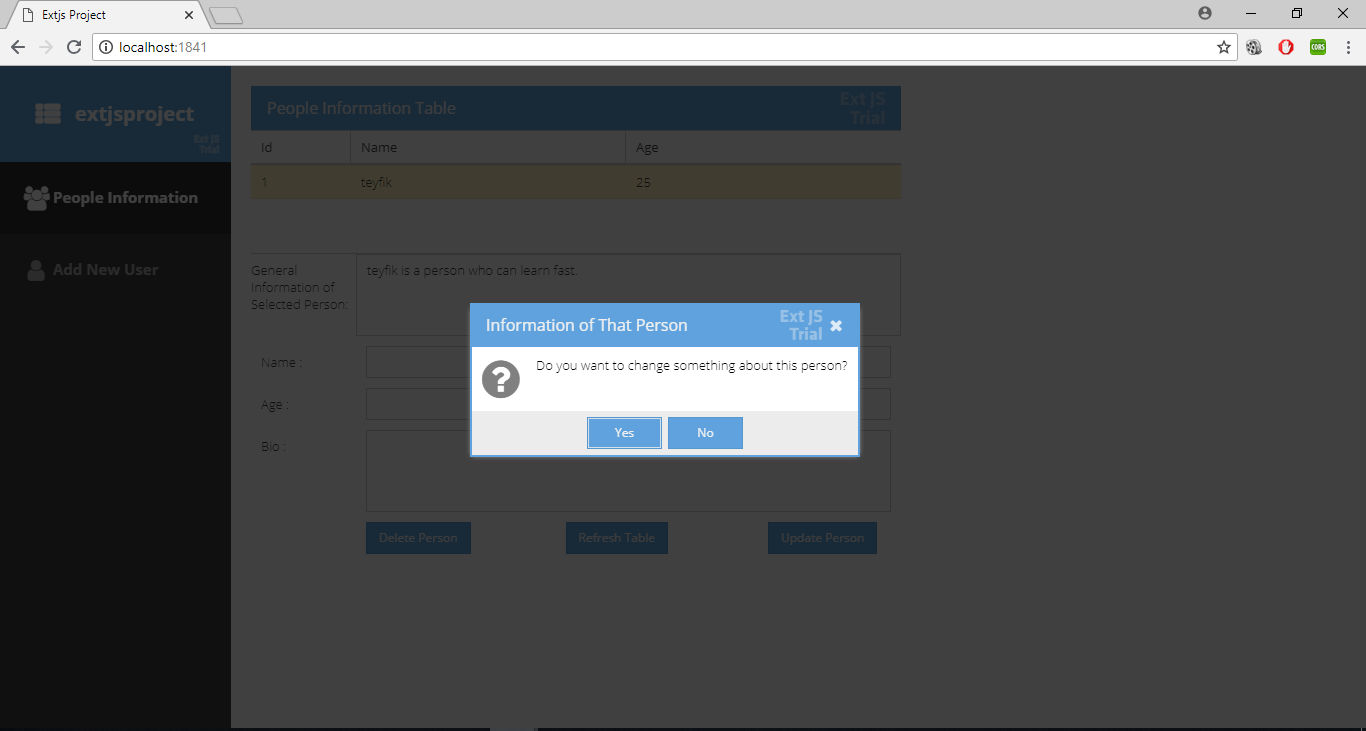 Extjs Project
localhost:1841
CORS
extjsproject
Ext JS
Trial
People Information
Add New User
People Information Table
Ext JS
Trial
Id Name Age
1 teyfik 25
General
Information of
Selected Person:
teyfik is a person who can learn fast.
Name :
Age :
Bio :
Delete Person Refresh Table Update Person
Information of That Person
Ext JS
Trial
Do you want to change something about this person?
Yes No